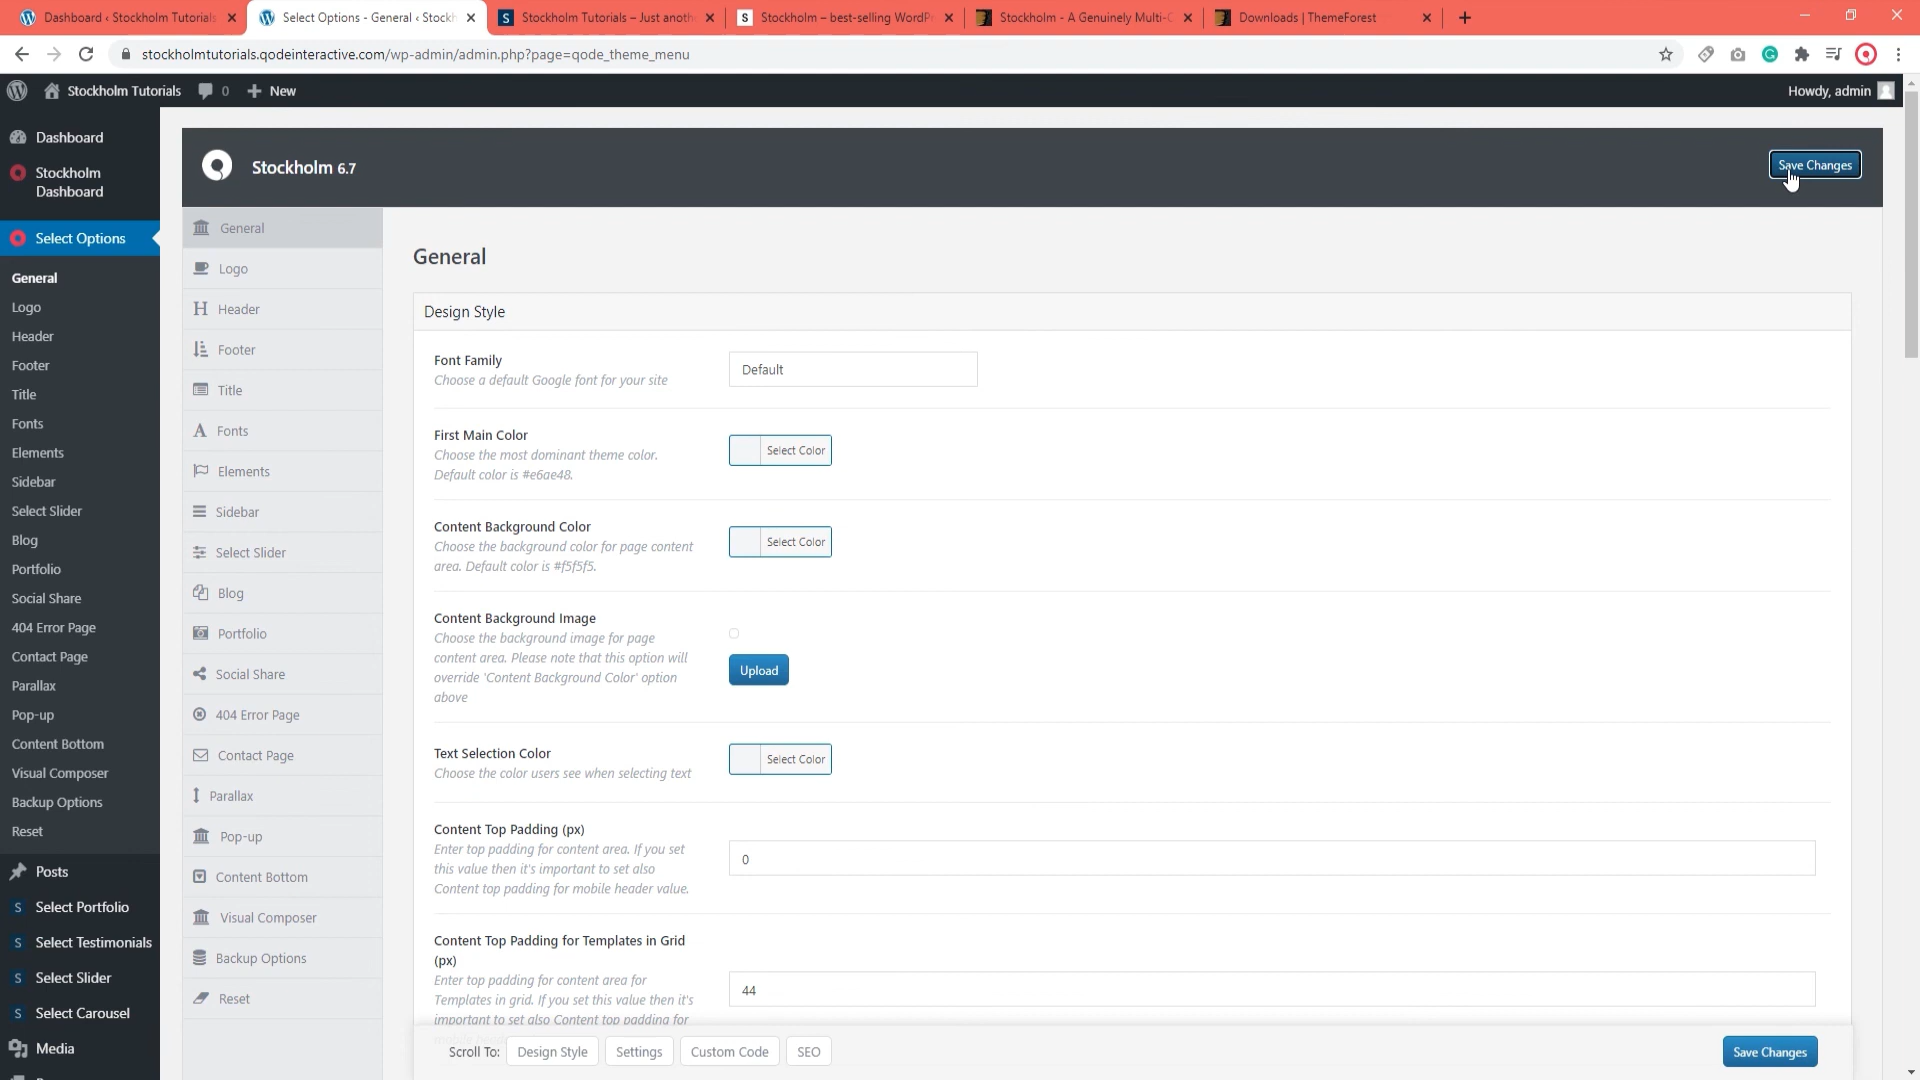 Dashboard ‹ Stockholm Tutorials
Select Options - General ‹ Stockh
Stockholm Tutorials – Just anoth
Stockholm – best-selling WordPr
Stockholm - A Genuinely Multi-C
Downloads | ThemeForest
stockholmtutorials.qodeinteractive.com/wp-admin/admin.php?page=qode_theme_menu
Stockholm Tutorials
0
New
Howdy, admin
Dashboard
Stockholm
Dashboard
Select Options
General
Logo
Header
Footer
Title
Fonts
Elements
Sidebar
Select Slider
Blog
Portfolio
Social Share
404 Error Page
Contact Page
Parallax
Pop-up
Content Bottom
Visual Composer
Backup Options
Reset
Posts
Select Portfolio
Select Testimonials
Select Slider
Select Carousel
Media
Stockholm 6.7
Save Changes
General
Logo
Header
Footer
Title
Fonts
Elements
Sidebar
Select Slider
Blog
Portfolio
Social Share
404 Error Page
Contact Page
Parallax
Pop-up
Content Bottom
Visual Composer
Backup Options
Reset
General
Design Style
Font Family
Choose a default Google font for your site
Default
First Main Color
Choose the most dominant theme color.
Default color is #e6ae48.
Select Color
Content Background Color
Choose the background color for page content
area. Default color is #f5f5f5.
Select Color
Content Background Image
Choose the background image for page
content area. Please note that this option will
override 'Content Background Color' option
above
Upload
Text Selection Color
Choose the color users see when selecting text
Select Color
Content Top Padding (px)
Enter top padding for content area. If you set
this value then it's important to set also
Content top padding for mobile header value.
0
Content Top Padding for Templates in Grid
(px)
Enter top padding for content area for
Templates in grid. If you set this value then it's
important to set also Content top padding for
44
Scroll To:
Design Style
Settings
Custom Code
SEO
Save Changes